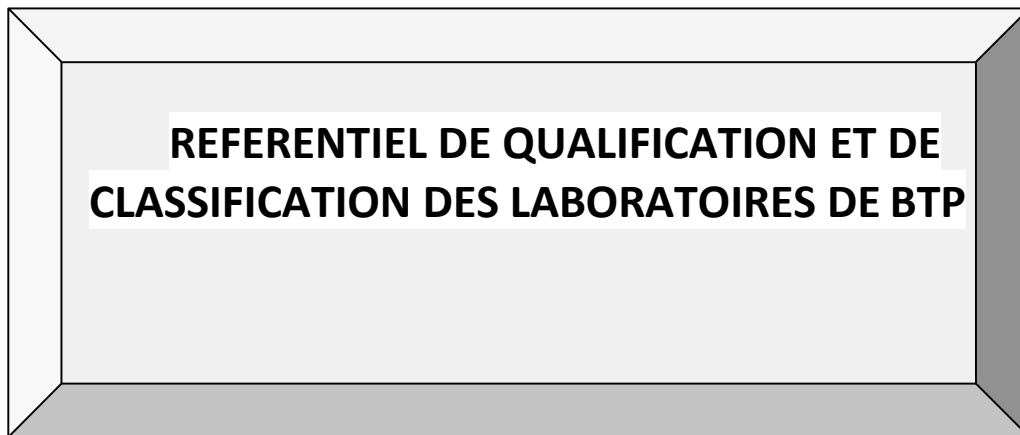 REFERENTIEL DE QUALIFICATION ET DE
CLASSIFICATION DES LABORATOIRES DE BTP